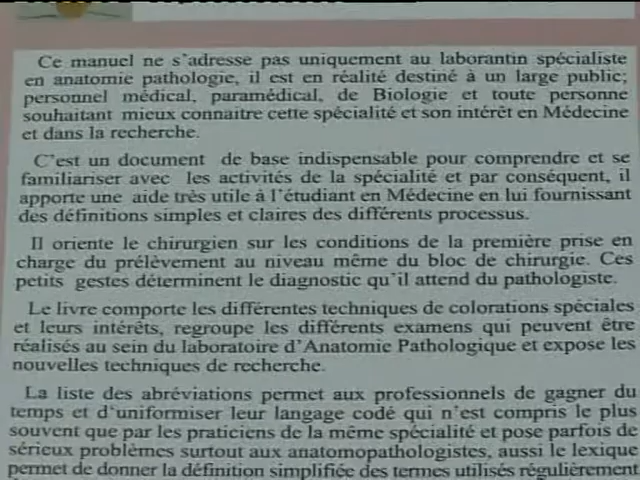 Ce manuel ne s'adresse pas uniquement au laborantin spécialiste
en anatomie pathologie, il est en réalité destiné à un large public;
personnel médical, paramédical, de Biologie et toute personne
souhaitant mieux connaitre cette spécialité et son intérêt en Médecine
et dans la recherche.
C'est un document de base indispensable pour comprendre et se
familiariser avec les activités de la spécialité et par conséquent, il
apporte une aide très utile à l'étudiant en Médecine en lui fournissant
des définitions simples et claires des différents processus.
Il oriente le chirurgien sur les conditions de la première prise en
charge du prélèvement au niveau même du bloc de chirurgie. Ces
petits gestes déterminent le diagnostic qu'il attend du pathologiste.
Le livre comporte les différentes techniques de colorations spéciales
et leurs intérêts, regroupe les différents examens qui peuvent être
réalisés au sein du laboratoire d'Anatomie Pathologique et expose les
nouvelles techniques de recherche.
La liste des abréviations permet aux professionnels de gagner du
temps et d'uniformiser leur langage codé qui n'est compris le plus
souvent que par les praticiens de la même spécialité et pose parfois de
sérieux problèmes surtout aux anatomopathologistes, aussi le lexique
permet de donner la définition simplifiée des termes utilisés régulièrement